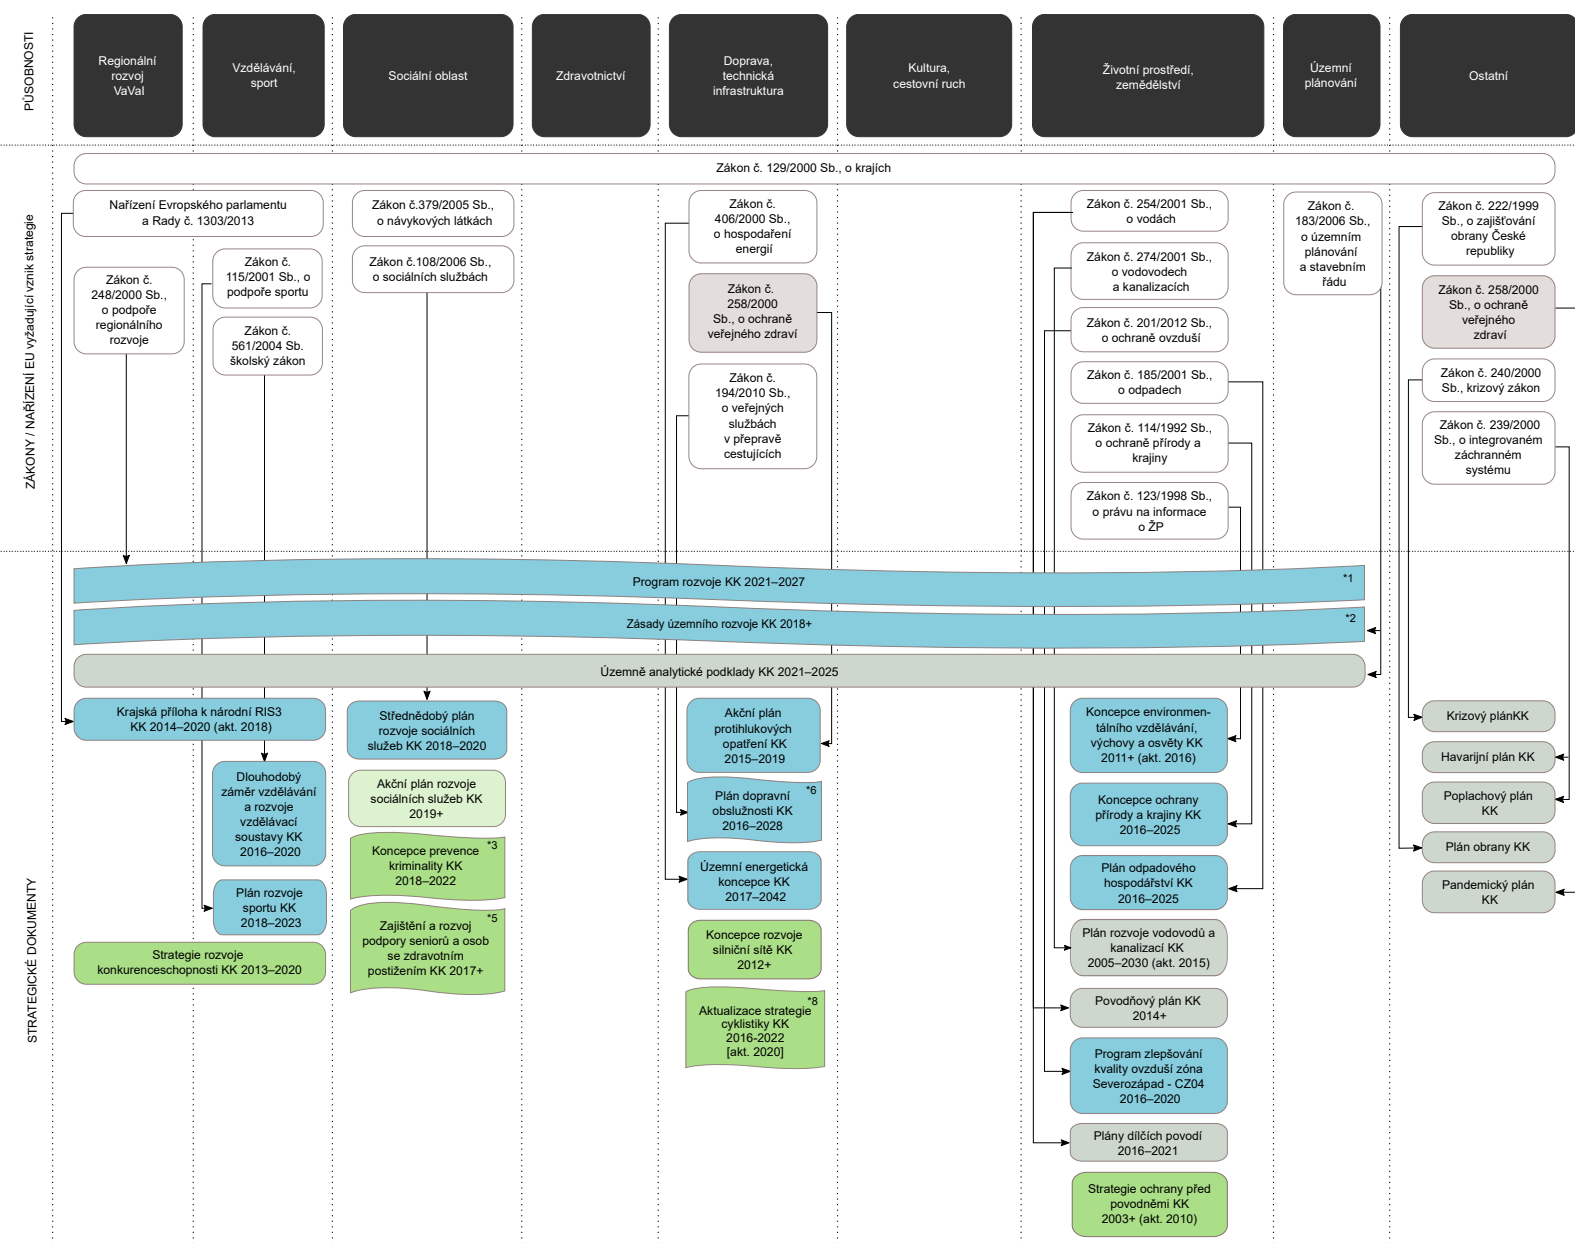 PŮSOBNOSTI
Regionální
rozvoj
VaVaI
Vzdělávání,
sport
Sociální oblast
Zdravotnictví
Doprava,
technická
infrastruktura
Kultura,
cestovní ruch
Životní prostředí,
zemědělství
Územní
plánování
Ostatní
ZÁKONY / NAŘÍZENÍ EU vyžadující vznik strategie
Zákon č. 129/2000 Sb., o krajích
Nařízení Evropského parlamentu
a Rady č. 1303/2013
Zákon č.
248/2000 Sb.,
o podpoře
regionálního
rozvoje
Zákon č.
115/2001 Sb., o
podpoře sportu
Zákon č.
561/2004 Sb.
školský zákon
Zákon č.379/2005 Sb.,
o návykových látkách
Zákon č.108/2006 Sb.,
o sociálních službách
Zákon č.
406/2000 Sb.,
o hospodaření
energií
Zákon č.
258/2000
Sb., o ochraně
veřejného zdraví
Zákon č.
194/2010 Sb.,
o veřejných
službách
v přepravě
cestujících
Zákon č. 254/2001 Sb.,
o vodách
Zákon č. 274/2001 Sb.,
o vodovodech
a kanalizacích
Zákon č. 201/2012 Sb.,
o ochraně ovzduší
Zákon č. 185/2001 Sb.,
o odpadech
Zákon č. 114/1992 Sb.,
o ochraně přírody a
krajiny
Zákon č. 123/1998 Sb.,
o právu na informace
o ŽP
Zákon č.
183/2006 Sb.,
o územním
plánování
a stavebním
řádu
Zákon č. 222/1999
Sb., o zajišťování
obrany České
republiky
Zákon č. 258/2000
Sb., o ochraně
veřejného
zdraví
Zákon č. 240/2000
Sb., krizový zákon
Zákon č. 239/2000
Sb., o integrovaném
záchranném
systému
STRATEGICKÉ DOKUMENTY
Program rozvoje KK 2021–2027
*1
Zásady územního rozvoje KK 2018+
*2
Územně analytické podklady KK 2021–2025
Krajská příloha k národní RIS3
KK 2014–2020 (akt. 2018)
Dlouhodobý
záměr vzdělávání
a rozvoje
vzdělávací
soustavy KK
2016–2020
Plán rozvoje
sportu KK
2018–2023
Strategie rozvoje
konkurenceschopnosti KK 2013–2020
Střednědobý plán
rozvoje sociálních
služeb KK 2018–2020
Akční plán rozvoje
sociálních služeb KK
2019+
*3
Koncepce prevence
kriminality KK
2018–2022
*5
Zajištění a rozvoj
podpory seniorů a osob
se zdravotním
postižením KK 2017+
Akční plán
protihlukových
opatření KK
2015–2019
*6
Plán dopravní
obslužnosti KK
2016–2028
Územní energetická
koncepce KK
2017–2042
Koncepce rozvoje
silniční sítě KK
2012+
*8
Aktualizace strategie
cyklistiky KK
2016-2022
[akt. 2020]
Koncepce environmen-
tálního vzdělávání,
výchovy a osvěty KK
2011+ (akt. 2016)
Koncepce ochrany
přírody a krajiny KK
2016–2025
Plán odpadového
hospodářství KK
2016–2025
Plán rozvoje vodovodů a
kanalizací KK
2005–2030 (akt. 2015)
Povodňový plán KK
2014+
Program zlepšování
kvality ovzduší zóna
Severozápad - CZ04
2016–2020
Plány dílčích povodí
2016–2021
Strategie ochrany před
povodněmi KK
2003+ (akt. 2010)
Krizový plánKK
Havarijní plán KK
Poplachový plán
KK
Plán obrany KK
Pandemický plán
KK